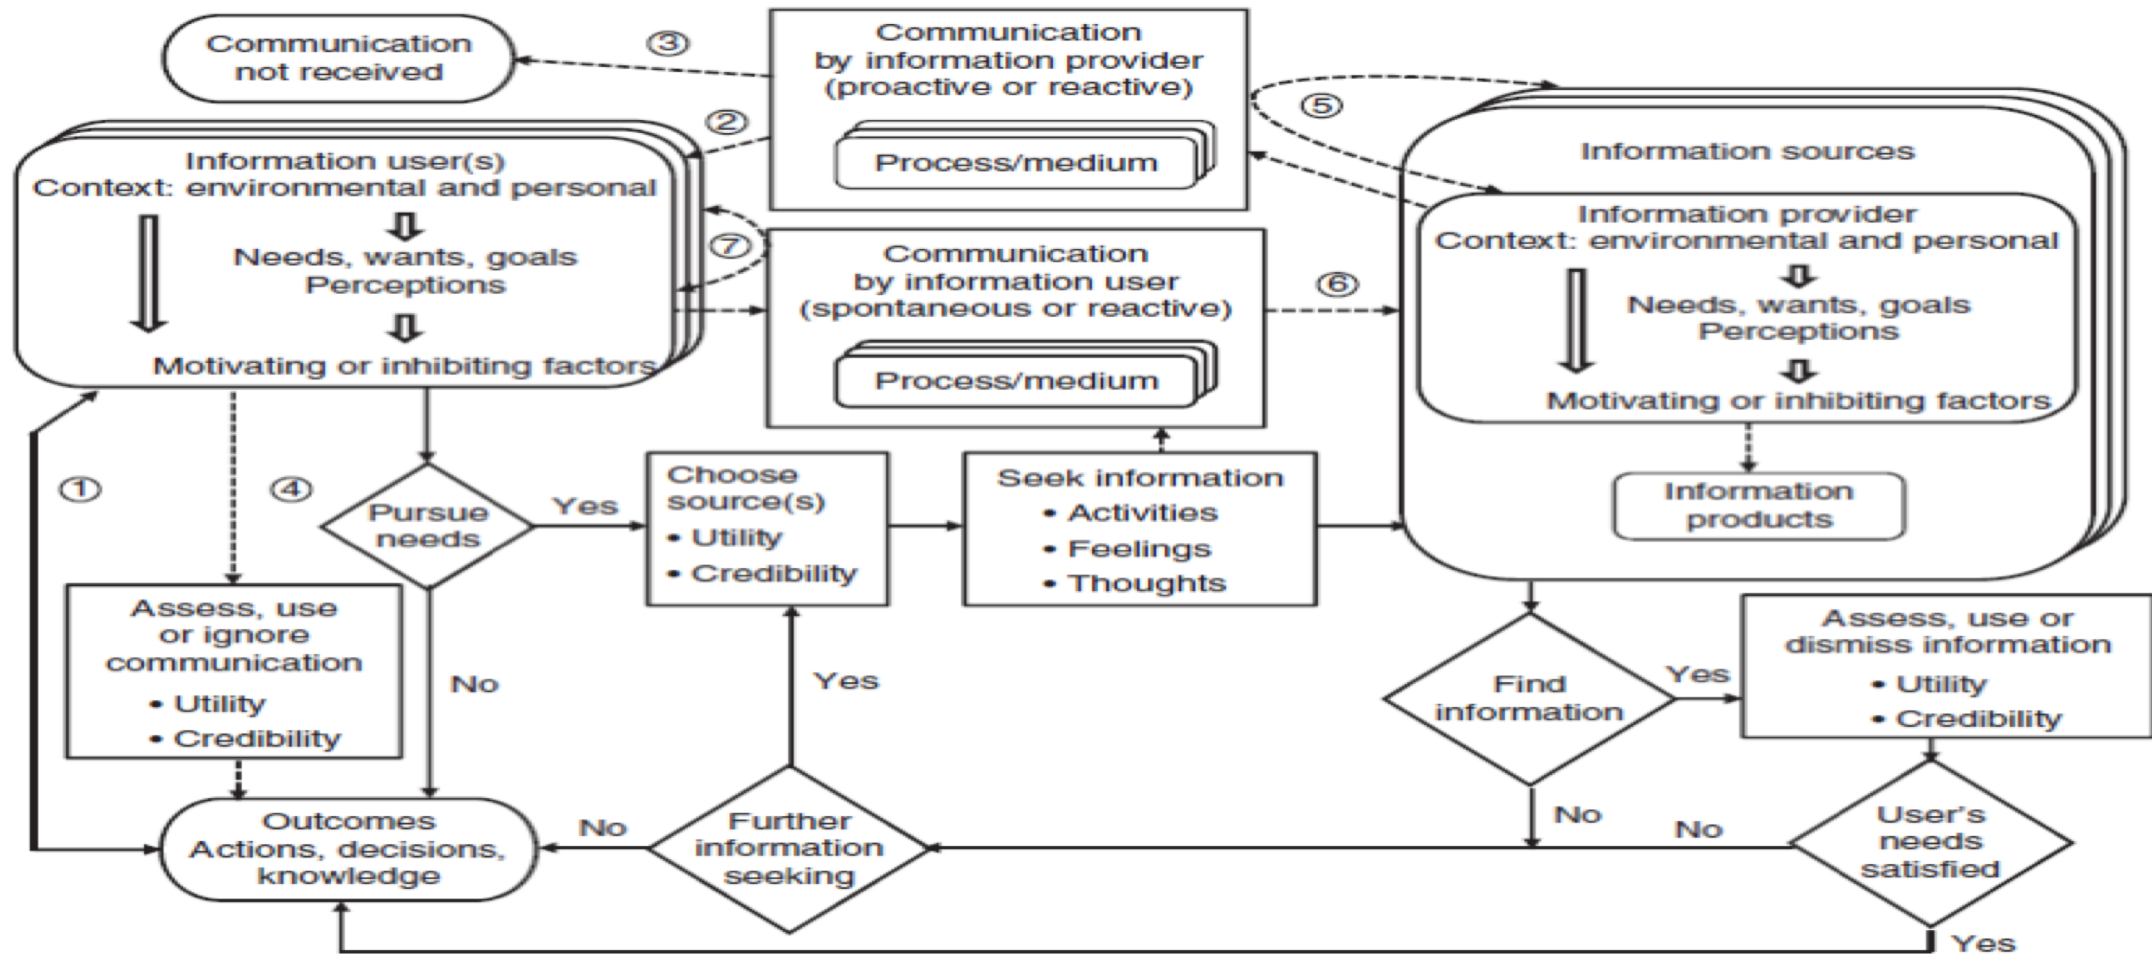 Communication
not received
③
Communication
by information provider
(proactive or reactive)
Process/medium
②
⑤
Information user(s)
Context: environmental and personal
Needs, wants, goals
Perceptions
Motivating or inhibiting factors
⑦
Communication
by information user
(spontaneous or reactive)
Process/medium
⑥
Information sources
Information provider
Context: environmental and personal
Needs, wants, goals
Perceptions
Motivating or inhibiting factors
Information
products
①
④
Pursue
needs
Yes
No
Choose
source(s)
• Utility
• Credibility
Seek information
• Activities
• Feelings
• Thoughts
Assess, use
or ignore
communication
• Utility
• Credibility
Yes
Find
information
Yes
No
Assess, use or
dismiss information
• Utility
• Credibility
Outcomes
Actions, decisions,
knowledge
No
Further
information
seeking
No
User's
needs
satisfied
Yes